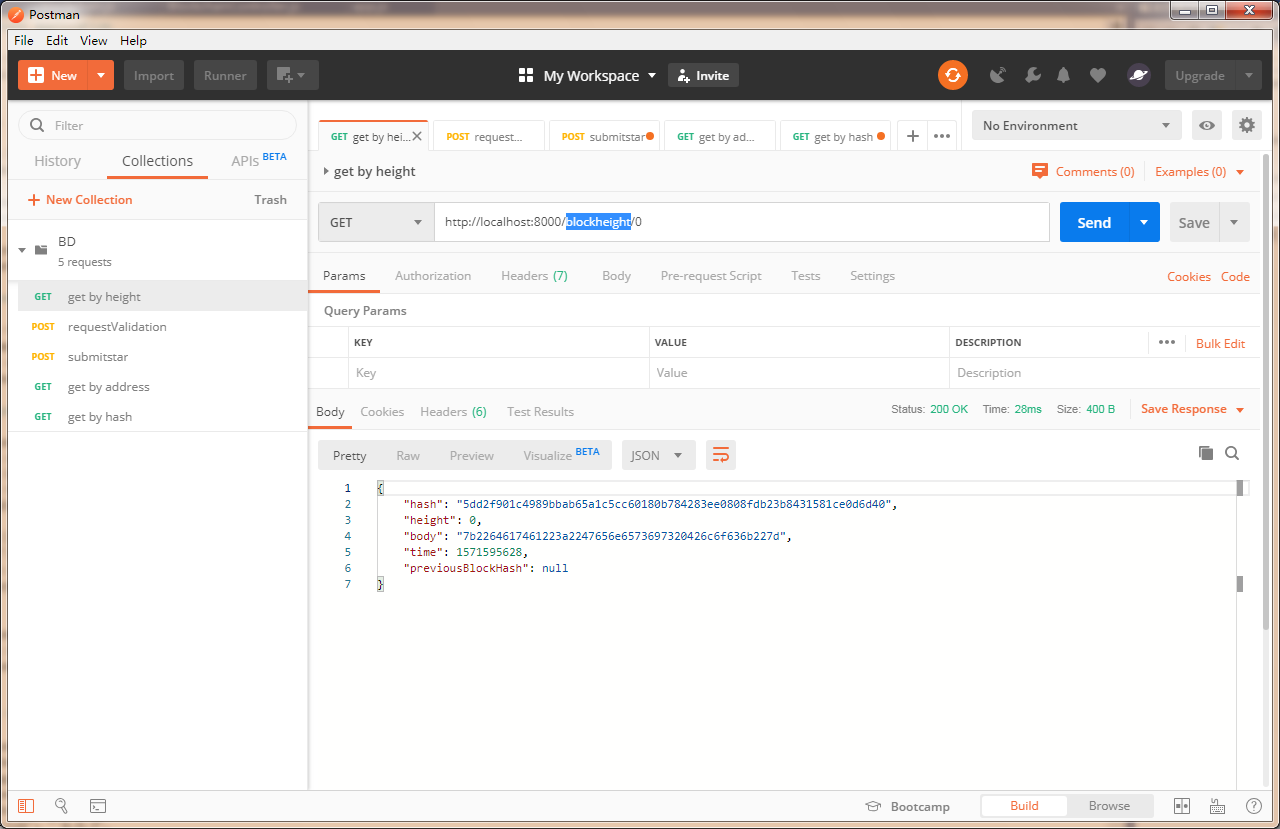 Postman
File Edit View Help
New Import Runner My Workspace Invite Upgrade
Filter
History Collections APIs BETA
New Collection Trash
BD
5 requests
GET get by height
POST requestValidation
POST submitstar
GET get by address
GET get by hash
GET get by hei... POST request... POST submitstar GET get by ad... GET get by hash ••• No Environment
get by height Comments (0) Examples (0)
GET http://localhost:8000/blockheight/0 Send Save
Params Authorization Headers (7) Body Pre-request Script Tests Settings Cookies Code
Query Params
KEY VALUE DESCRIPTION ••• Bulk Edit
Key Value Description
Body Cookies Headers (6) Test Results Status: 200 OK Time: 28ms Size: 400 B Save Response
Pretty Raw Preview Visualize BETA JSON
1 {
2 "hash": "5dd2f901c4989bbab65a1c5cc60180b784283ee0808fdb23b8431581ce0d6d40",
3 "height": 0,
4 "body": "7b2264617461223a2247656e6573697320426c6f636b227d",
5 "time": 1571595628,
6 "previousBlockHash": null
7 }
Bootcamp Build Browse